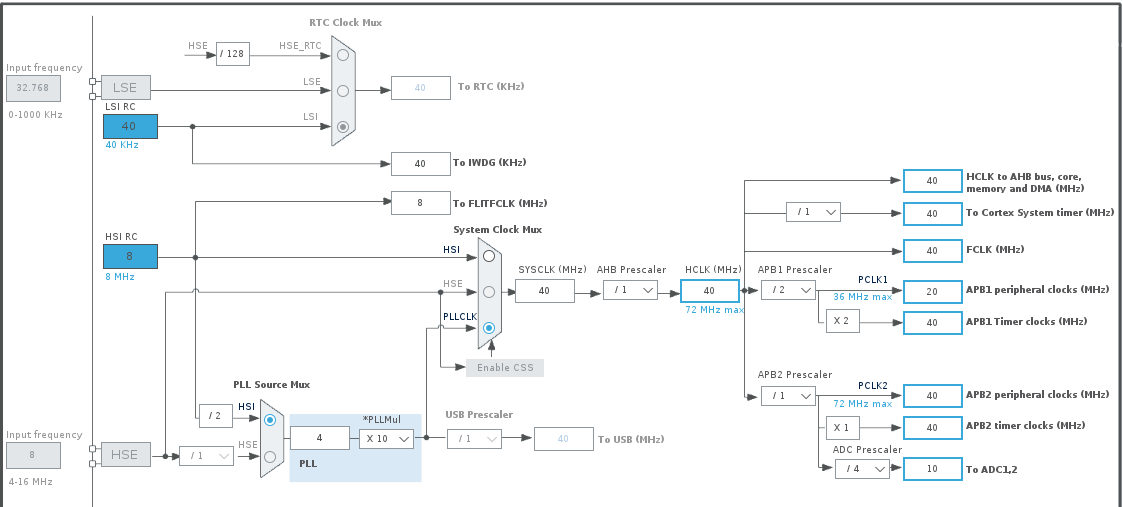 RTC Clock Mux
HSE
/ 128
HSE_RTC
Input frequency
32.768
0-1000 KHz
LSE
LSE
40
To RTC (KHz)
LSI RC
40
40 KHz
LSI
40
To IWDG (KHz)
8
To FLITFCLK (MHz)
HSI RC
8
8 MHz
System Clock Mux
HSI
HSE
PLLCLK
Enable CSS
SYSCLK (MHz)
40
AHB Prescaler
/ 1
HCLK (MHz)
40
72 MHz max
40
HCLK to AHB bus, core,
memory and DMA (MHz)
/ 1
40
To Cortex System timer (MHz)
40
FCLK (MHz)
APB1 Prescaler
/ 2
PCLK1
36 MHz max
20
APB1 peripheral clocks (MHz)
X 2
40
APB1 Timer clocks (MHz)
APB2 Prescaler
/ 1
PCLK2
72 MHz max
40
APB2 peripheral clocks (MHz)
X 1
40
APB2 timer clocks (MHz)
ADC Prescaler
/ 4
10
To ADC1,2
PLL Source Mux
/ 2
HSI
Input frequency
8
4-16 MHz
HSE
/ 1
HSE
4
*PLLMul
X 10
PLL
USB Prescaler
/ 1
40
To USB (MHz)